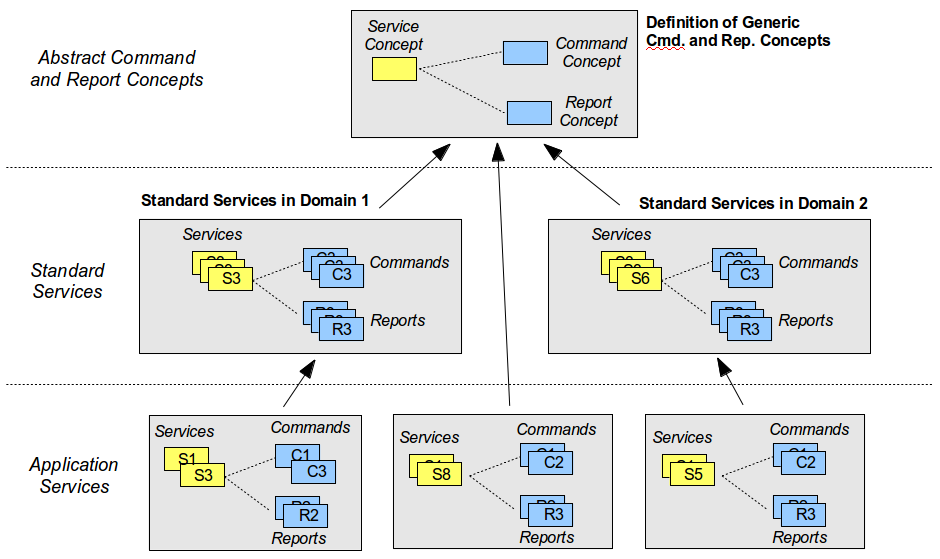 Service
Concept
Command
Concept
Report
Concept
Definition of Generic
Cmd. and Rep. Concepts
Abstract Command
and Report Concepts
Standard Services in Domain 1
Standard Services in Domain 2
Standard
Services
Services
S3
C3
Commands
R3
Reports
Services
S6
C3
Commands
R3
Reports
Application
Services
Services
S1
S3
Commands
C1
C3
R2
Reports
Services
S8
Commands
C2
R3
Reports
Services
S5
Commands
C2
R3
Reports